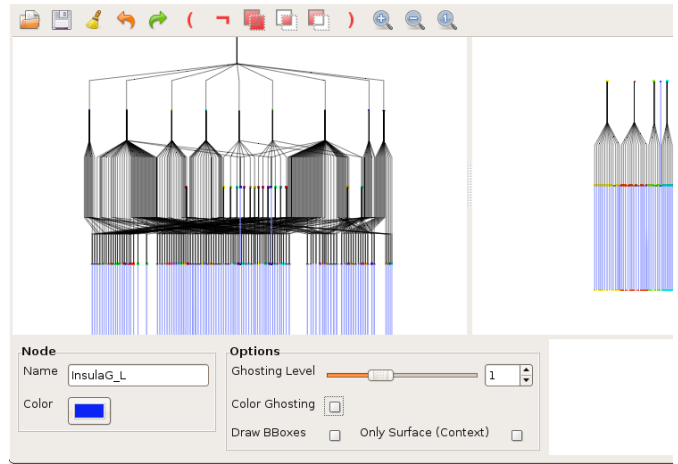 Node
Name InsulaG_L
Color
Options
Ghosting Level 1
Color Ghosting
Draw BBoxes Only Surface (Context)